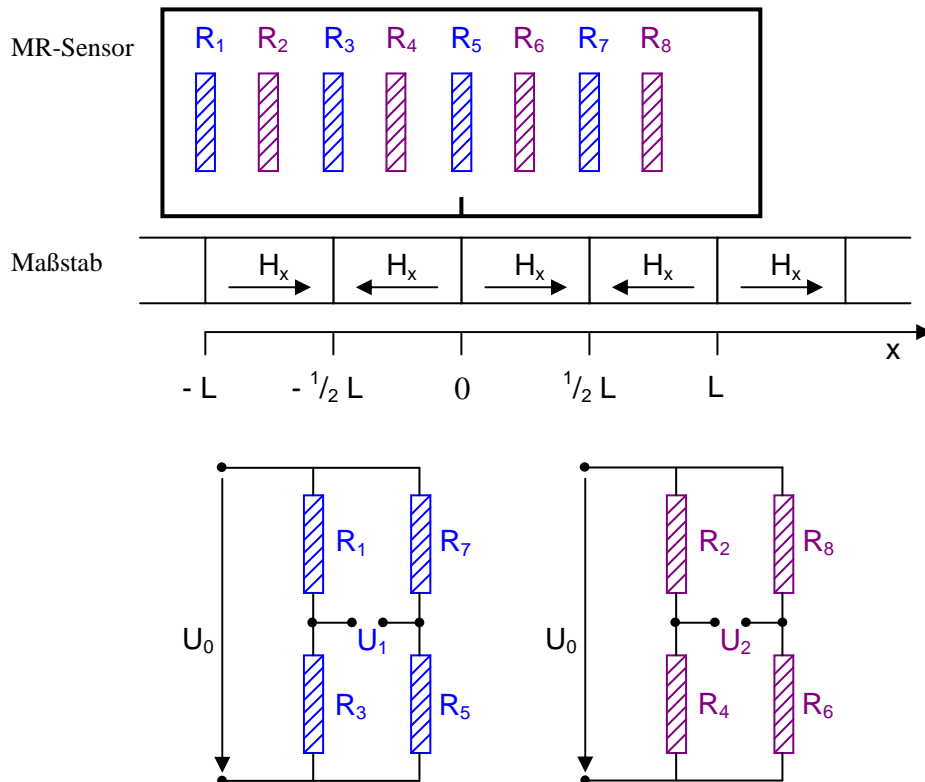 MR-Sensor
R₁ R₂ R₃ R₄ R₅ R₆ R₇ R₈
Maßstab
Hₓ Hₓ Hₓ Hₓ Hₓ
x
- L - ¹/₂ L 0 ¹/₂ L L
R₁ R₇ R₂ R₈
U₀ U₁ U₀ U₂
R₃ R₅ R₄ R₆